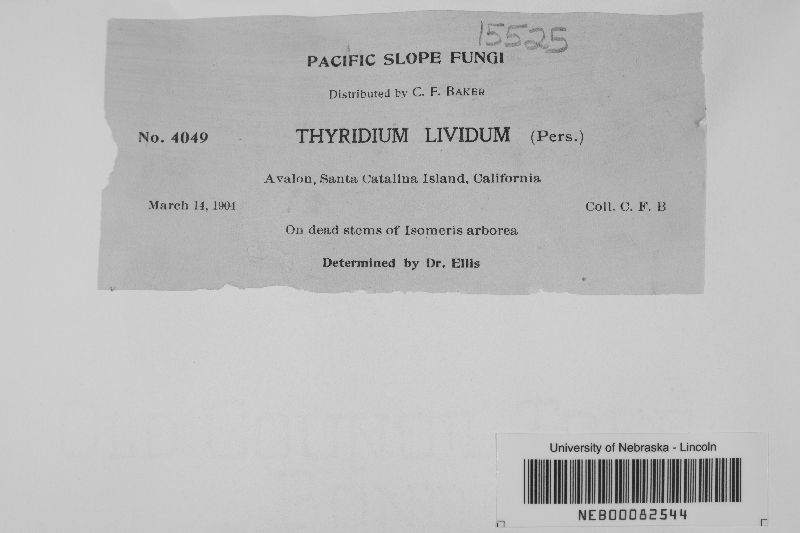 15525
PACIFIC SLOPE FUNGI
Distributed by C. F. BAKER
No. 4049 THYRIDIUM LIVIDUM (Pers.)
Avalon, Santa Catalina Island, California
March 14, 1904 Coll. C. F. B
On dead stems of Isomeris arborea
Determined by Dr. Ellis
University of Nebraska - Lincoln
NEB00082544